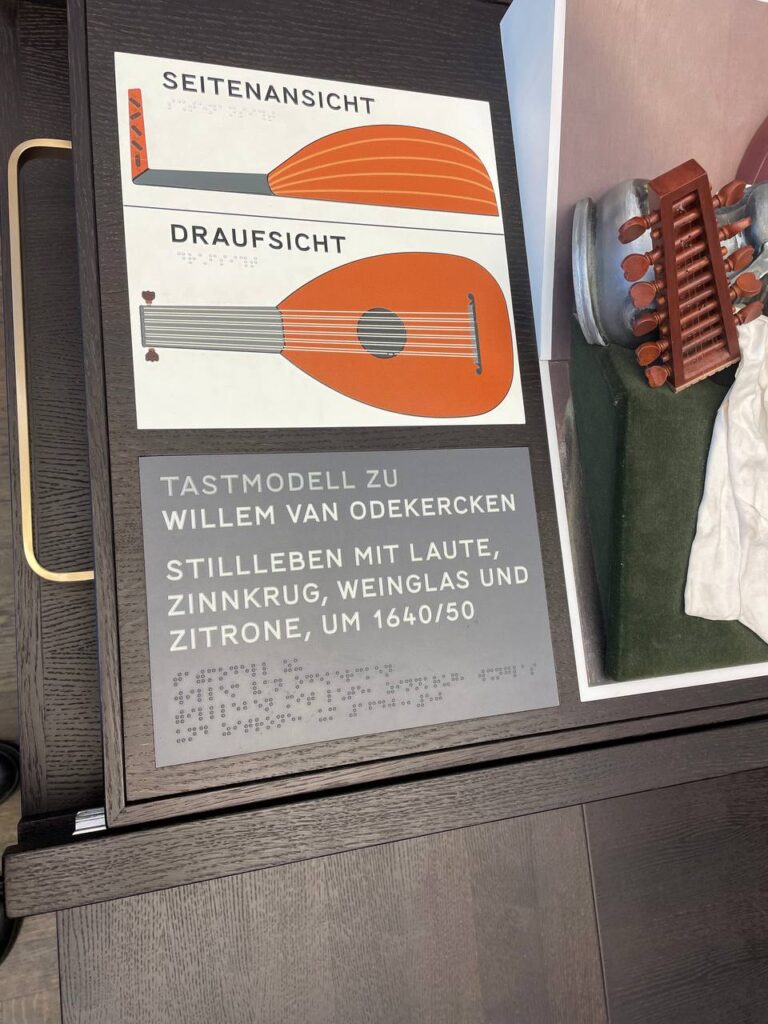 SEITENANSICHT
DRAUFSICHT
TASTMODELL ZU
WILLEM VAN ODEKERCKEN
STILLLEBEN MIT LAUTE,
ZINNKRUG, WEINGLAS UND
ZITRONE, UM 1640/50